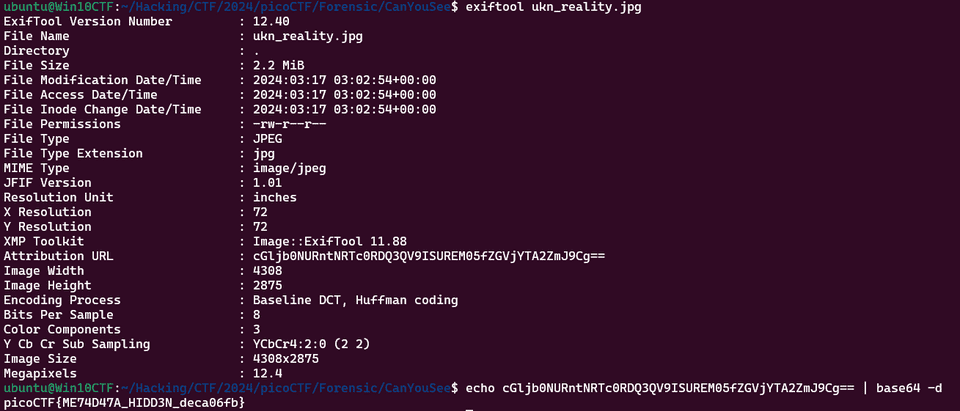 ubuntu@Win10CTF:~/Hacking/CTF/2024/picoCTF/Forensic/CanYouSee$ exiftool ukn_reality.jpg
ExifTool Version Number : 12.40
File Name : ukn_reality.jpg
Directory : .
File Size : 2.2 MiB
File Modification Date/Time : 2024:03:17 03:02:54+00:00
File Access Date/Time : 2024:03:17 03:02:54+00:00
File Inode Change Date/Time : 2024:03:17 03:02:54+00:00
File Permissions : -rw-r--r--
File Type : JPEG
File Type Extension : jpg
MIME Type : image/jpeg
JFIF Version : 1.01
Resolution Unit : inches
X Resolution : 72
Y Resolution : 72
XMP Toolkit : Image::ExifTool 11.88
Attribution URL : cGljb0NURntNRTc0RDQ3QV9ISUREM05fZGVjYTA2ZmJ9Cg==
Image Width : 4308
Image Height : 2875
Encoding Process : Baseline DCT, Huffman coding
Bits Per Sample : 8
Color Components : 3
Y Cb Cr Sub Sampling : YCbCr4:2:0 (2 2)
Image Size : 4308x2875
Megapixels : 12.4
ubuntu@Win10CTF:~/Hacking/CTF/2024/picoCTF/Forensic/CanYouSee$ echo cGljb0NURntNRTc0RDQ3QV9ISUREM05fZGVjYTA2ZmJ9Cg== | base64 -d
picoCTF{ME74D47A_HIDD3N_deca06fb}